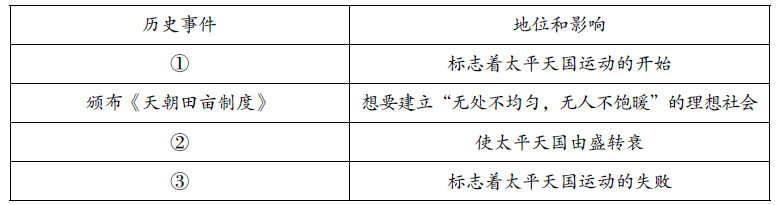 历史事件 地位和影响
① 标志着太平天国运动的开始
颁布《天朝田亩制度》 想要建立“无处不均匀，无人不饱暖”的理想社会
② 使太平天国由盛转衰
③ 标志着太平天国运动的失败